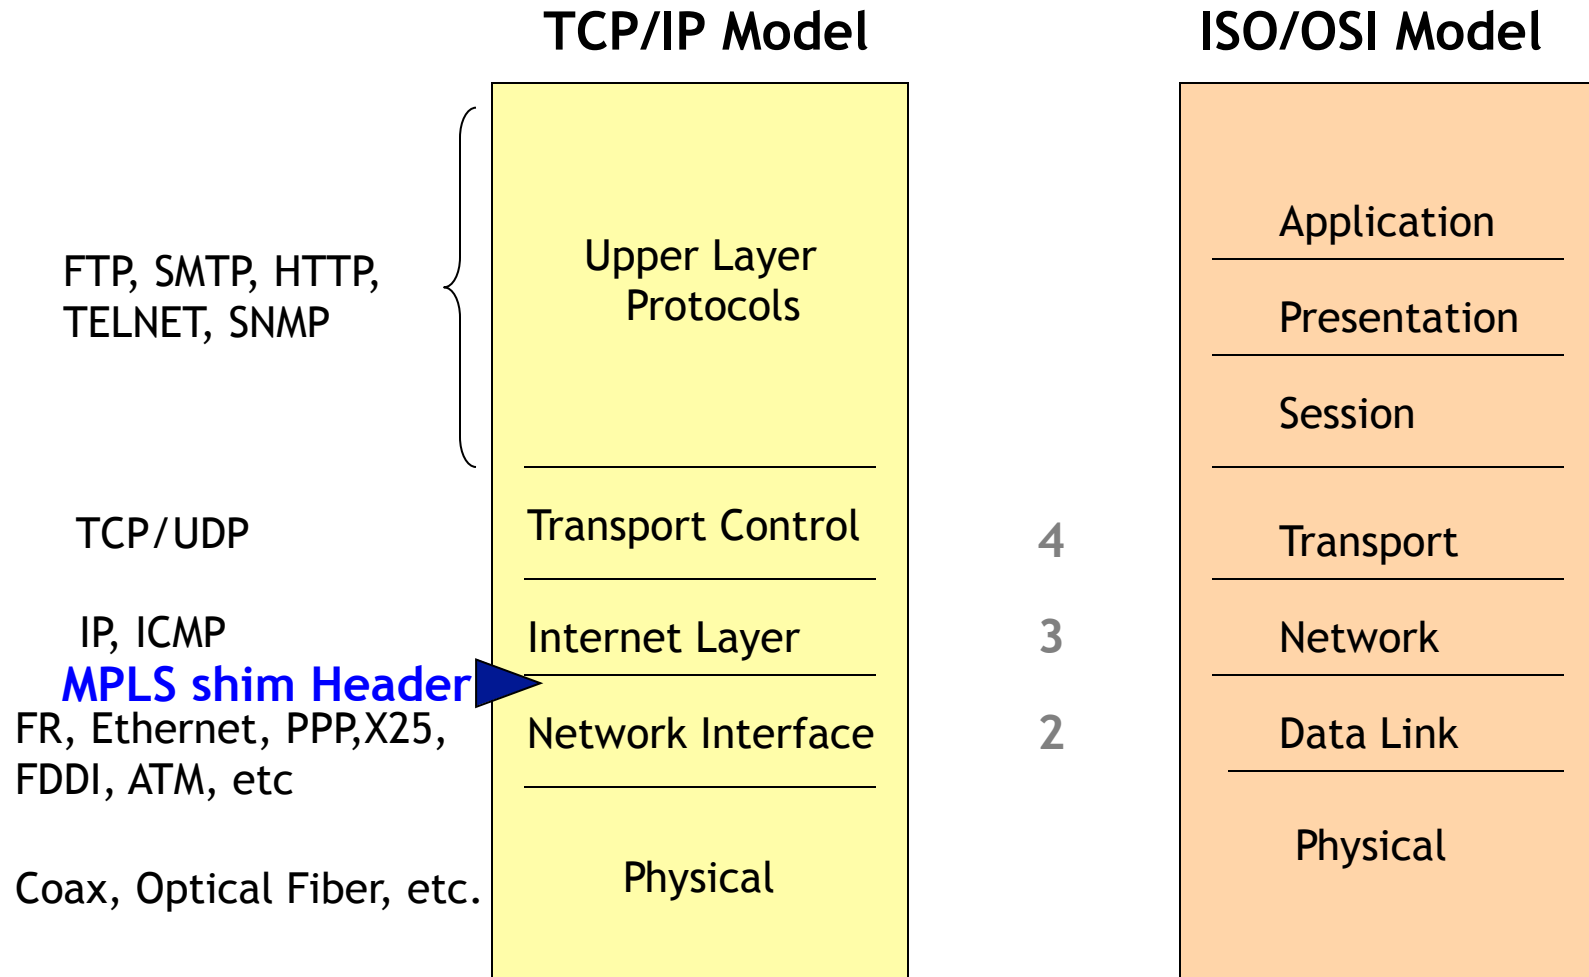 TCP/IP Model
ISO/OSI Model
FTP, SMTP, HTTP,
TELNET, SNMP
Upper Layer
Protocols
Application
Presentation
Session
TCP/UDP
Transport Control
4
Transport
IP, ICMP
Internet Layer
3
Network
MPLS shim Header
FR, Ethernet, PPP,X25,
FDDI, ATM, etc
Network Interface
2
Data Link
Coax, Optical Fiber, etc.
Physical
Physical